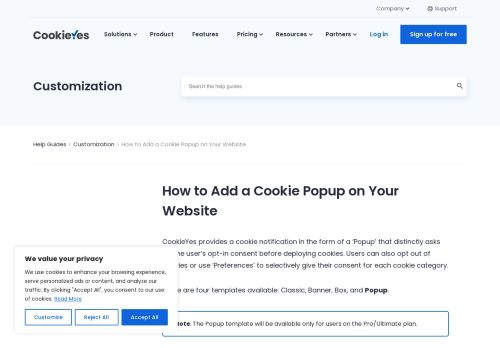 Company
Support
CookieYes
Solutions
Product
Features
Pricing
Resources
Partners
Log in
Sign up for free
Customization
Search the help guides
Help Guides > Customization > How to Add a Cookie Popup on Your Website
How to Add a Cookie Popup on Your
Website
CookieYes provides a cookie notification in the form of a 'Popup' that distinctly asks
the user's opt-in consent before deploying cookies. Users can also opt out of
or use 'Preferences' to selectively give their consent for each cookie category.
are four templates available: Classic, Banner, Box, and Popup.
Note: The Popup template will be available only for users on the Pro/Ultimate plan.
We value your privacy
We use cookies to enhance your browsing experience,
serve personalized ads or content, and analyze our
traffic. By clicking "Accept All", you consent to our use
of cookies. Read More
Customize
Reject All
Accept All